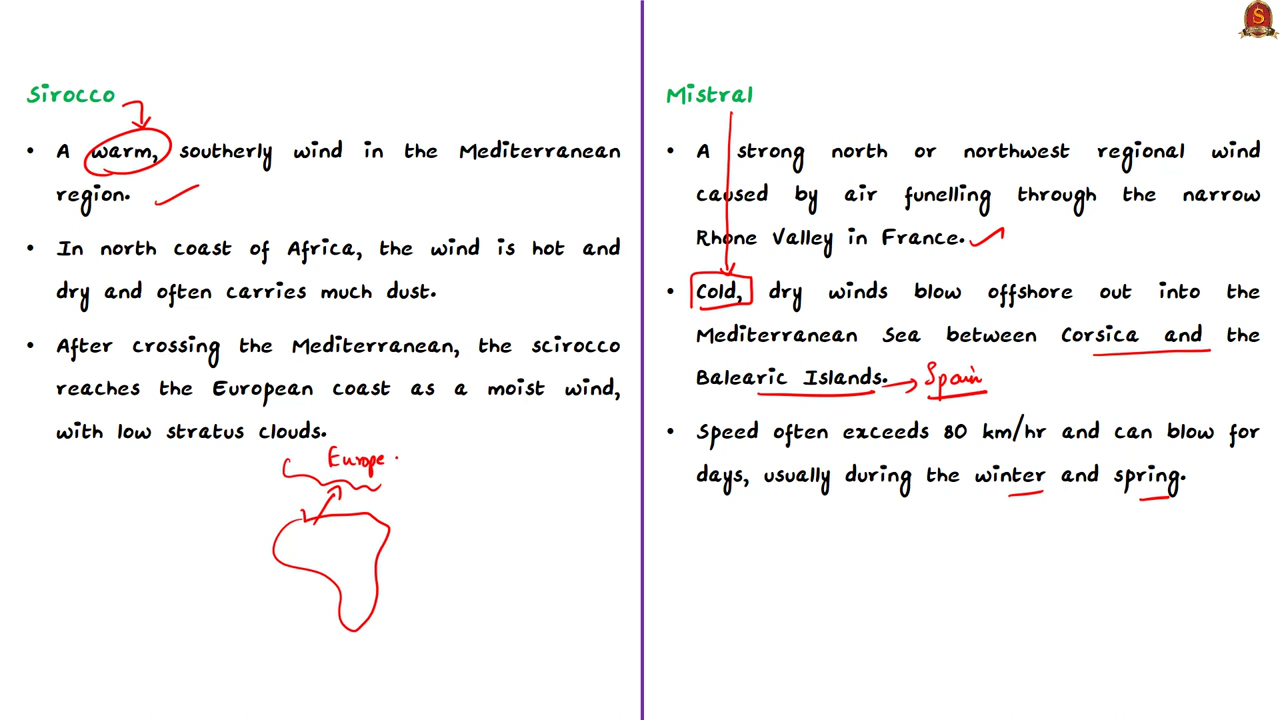 Sirocco
• A warm, southerly wind in the Mediterranean
region.
• In north coast of Africa, the wind is hot and
dry and often carries much dust.
• After crossing the Mediterranean, the scirocco
reaches the European coast as a moist wind,
with low stratus clouds.
Europe.
Mistral
• A strong north or northwest regional wind
caused by air funelling through the narrow
Rhone Valley in France.
• Cold, dry winds blow offshore out into the
Mediterranean Sea between Corsica and the
Balearic Islands. → Spain
• Speed often exceeds 80 km/hr and can blow for
days, usually during the winter and spring.
S